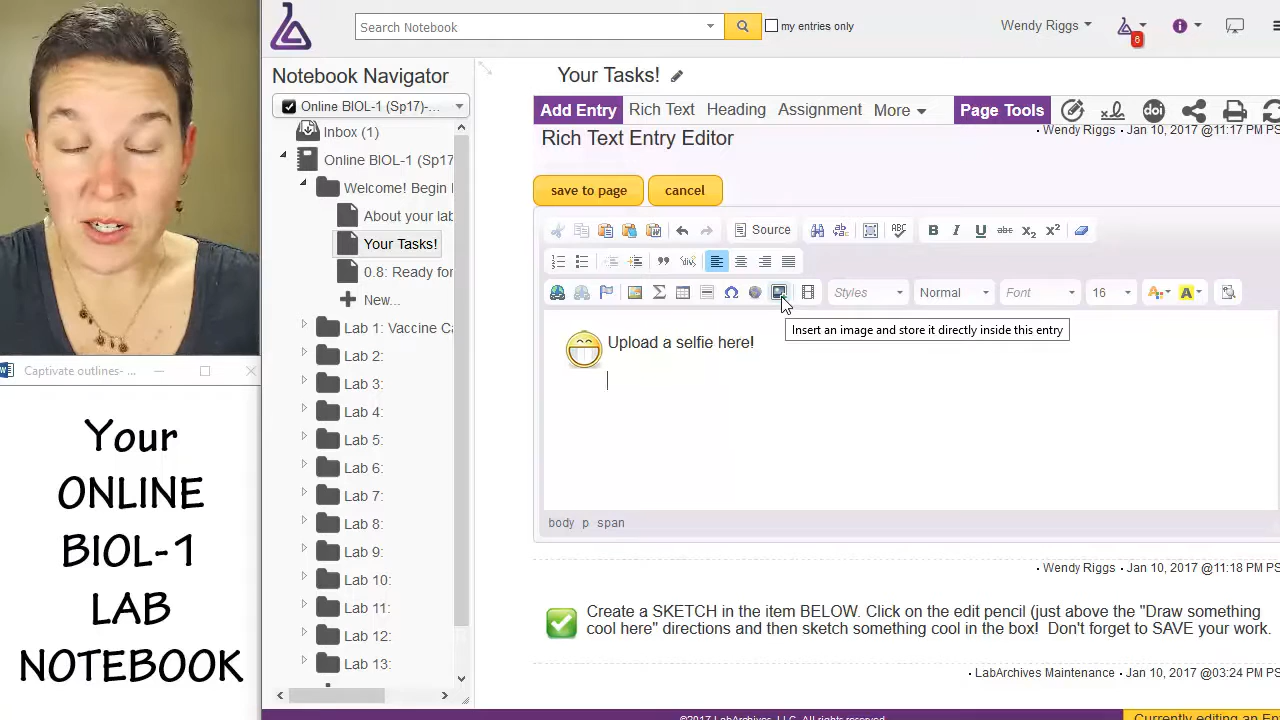 Search Notebook
my entries only
Wendy Riggs
6
Notebook Navigator
Your Tasks!
Online BIOL-1 (Sp17)-...
Add Entry
Rich Text
Heading
Assignment
More
Page Tools
doi
Inbox (1)
Rich Text Entry Editor
Wendy Riggs • Jan 10, 2017 @11:17 PM PS
Online BIOL-1 (Sp17
Welcome! Begin
save to page
cancel
About your lab
Source
Your Tasks!
0.8: Ready for
New...
Styles
Normal
Font
16
Lab 1: Vaccine Ca
Insert an image and store it directly inside this entry
Upload a selfie here!
Lab 2:
Captivate outlines- ...
Lab 3:
Lab 4:
Lab 5:
Lab 6:
Lab 7:
Lab 8:
body p span
Lab 9:
Wendy Riggs • Jan 10, 2017 @11:18 PM PS
Lab 10:
Lab 11:
Create a SKETCH in the item BELOW. Click on the edit pencil (just above the "Draw something
cool here" directions and then sketch something cool in the box! Don't forget to SAVE your work.
Lab 12:
Lab 13:
LabArchives Maintenance • Jan 10, 2017 @03:24 PM PS
Your
ONLINE
BIOL-1
LAB
NOTEBOOK
©2017 LabArchives, LLC. All rights reserved.
Currently editing an En